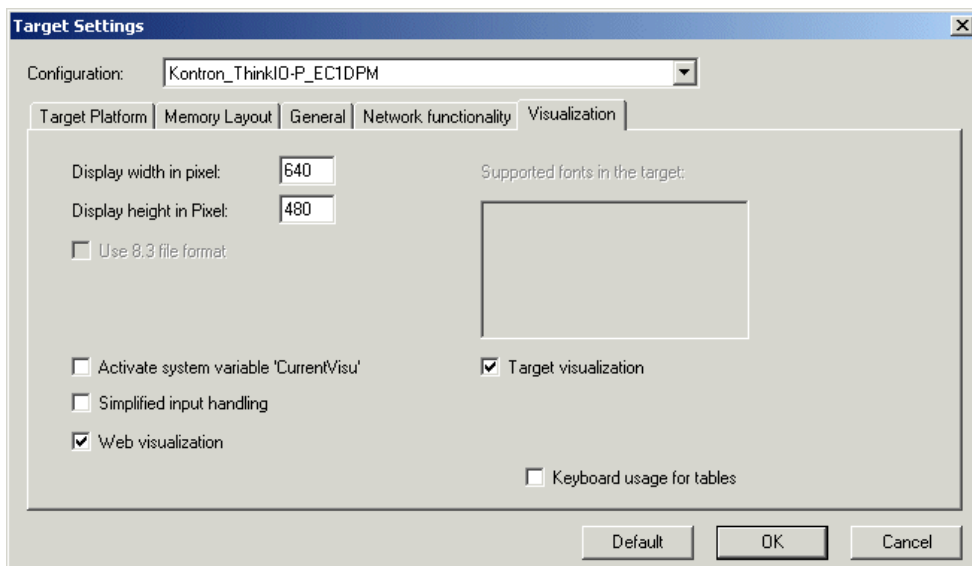 Target Settings
Configuration: Kontron_ThinkIO-P_EC1DPM
Target Platform Memory Layout General Network functionality Visualization
Display width in pixel: 640 Supported fonts in the target:
Display height in Pixel: 480
Use 8.3 file format
Activate system variable 'CurrentVisu' Target visualization
Simplified input handling
Web visualization
Keyboard usage for tables
Default OK Cancel